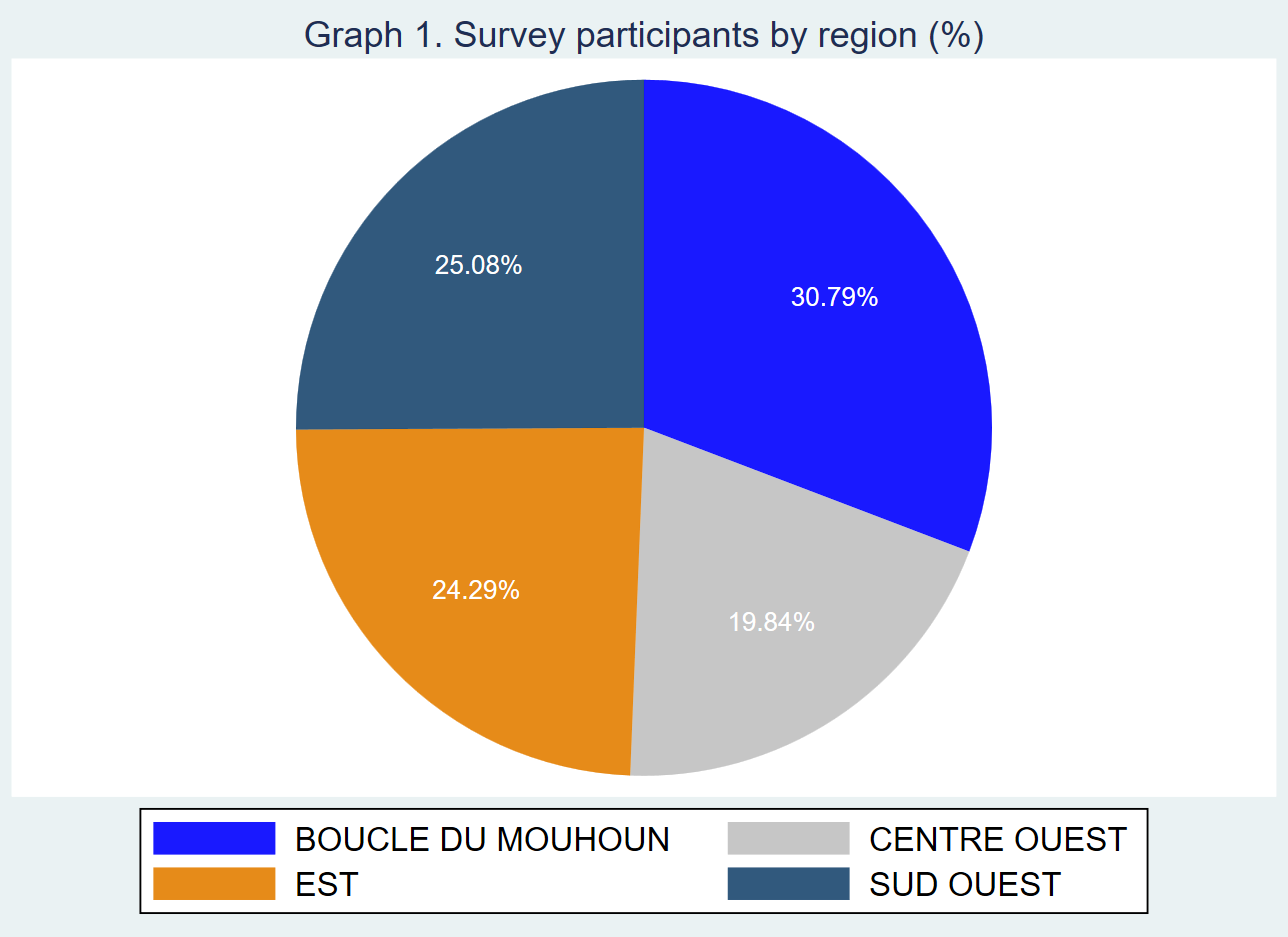 Graph 1. Survey participants by region (%)
25.08%
30.79%
24.29%
19.84%
BOUCLE DU MOUHOUN
CENTRE OUEST
EST
SUD OUEST